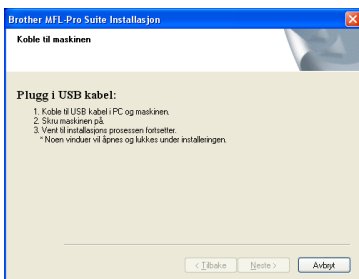 Brother MFL-Pro Suite Installasjon
Koble til maskinen
Plugg i USB kabel:
1. Koble til USB kabel i PC og maskinen.
2. Skru maskinen på.
3. Vent til installasjons prosessen fortsetter.
* Noen vinduer vil åpnes og lukkes under installeringen.
< Tilbake Neste > Avbryt